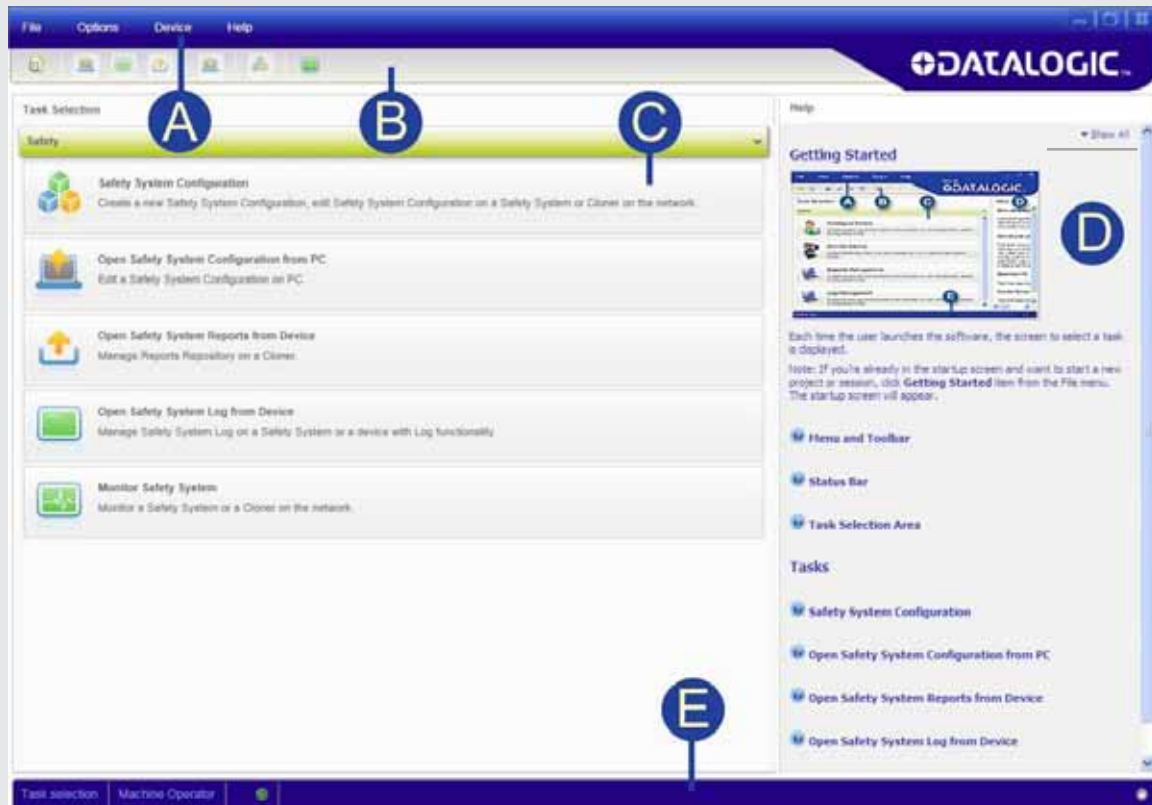 File Options Device Help
DATALOGIC
Task Selection
Safety
Safety System Configuration
Create a new Safety System Configuration, edit Safety System Configuration on a Safety System or Cloner on the network.
Open Safety System Configuration from PC
Edit a Safety System Configuration on PC.
Open Safety System Reports from Device
Manage Reports Repository on a Cloner.
Open Safety System Log from Device
Manage Safety System Log on a Safety System or a device with Log functionality.
Monitor Safety System
Monitor a Safety System or a Cloner on the network.
A
B
C
D
E
Help
Show All
Getting Started
DATALOGIC
A
B
C
D
E
Each time the user launches the software, the screen to select a task
is displayed.
Note: If you're already in the startup screen and want to start a new
project or session, click Getting Started item from the File menu.
The startup screen will appear.
Menu and Toolbar
Status Bar
Task Selection Area
Tasks
Safety System Configuration
Open Safety System Configuration from PC
Open Safety System Reports from Device
Open Safety System Log from Device
Task selection Machine Operator